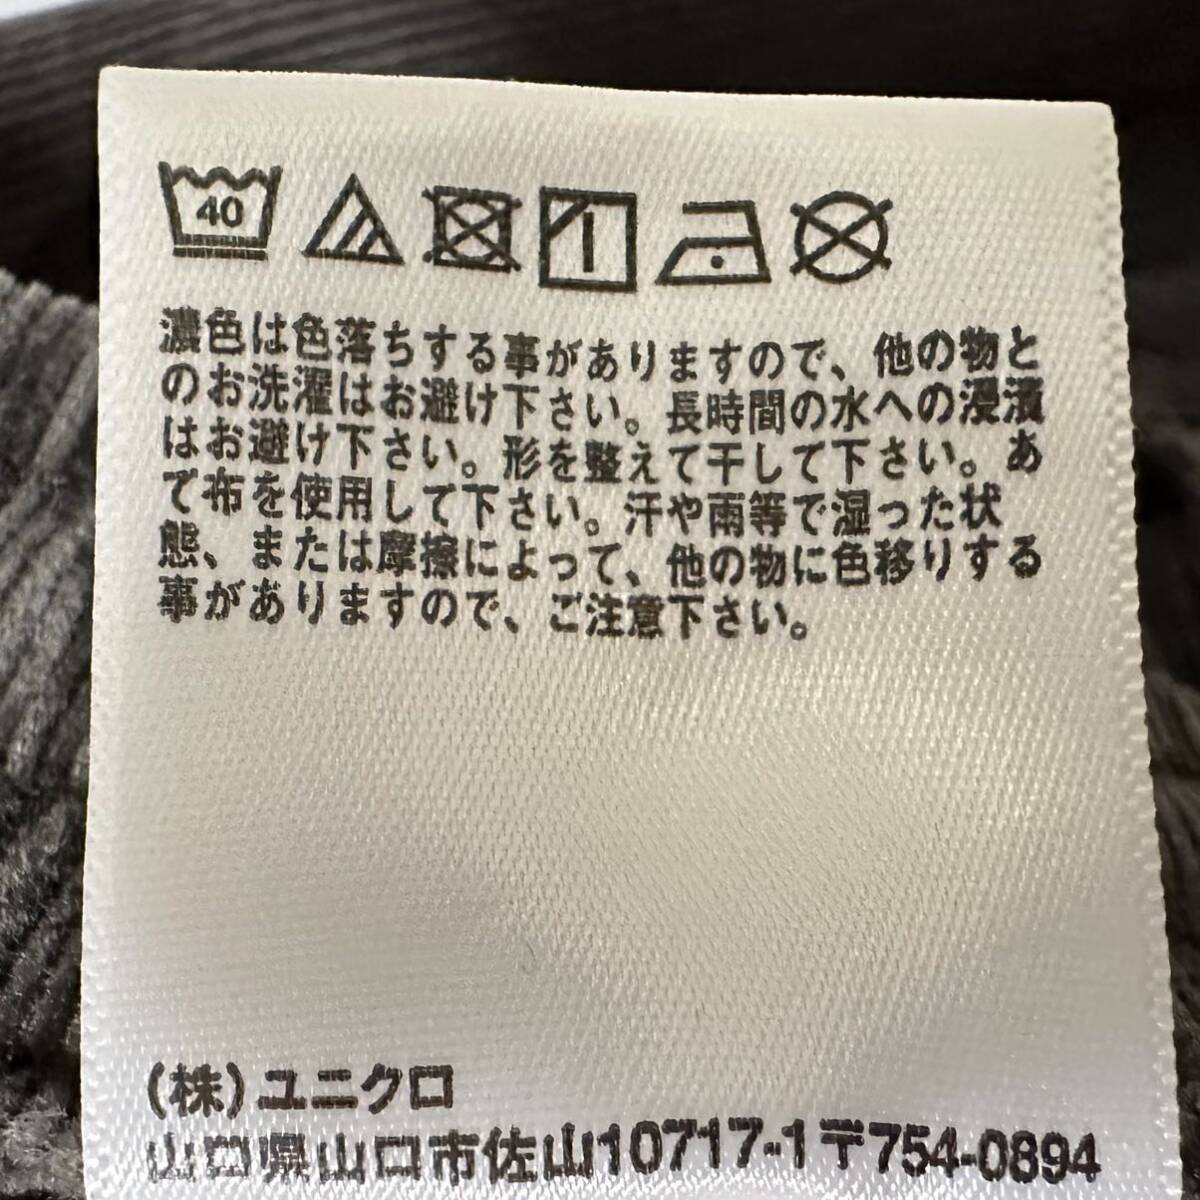 40
濃色は色落ちする事がありますので、他の物と
のお洗濯はお避け下さい。長時間の水への浸漬
はお避け下さい。形を整えて干して下さい。あ
て布を使用して下さい。汗や雨等で湿った状
態、または摩擦によって、他の物に色移りする
事がありますので、ご注意下さい。
(株)ユニクロ
山口県山口市佐山10717-1〒754-0894